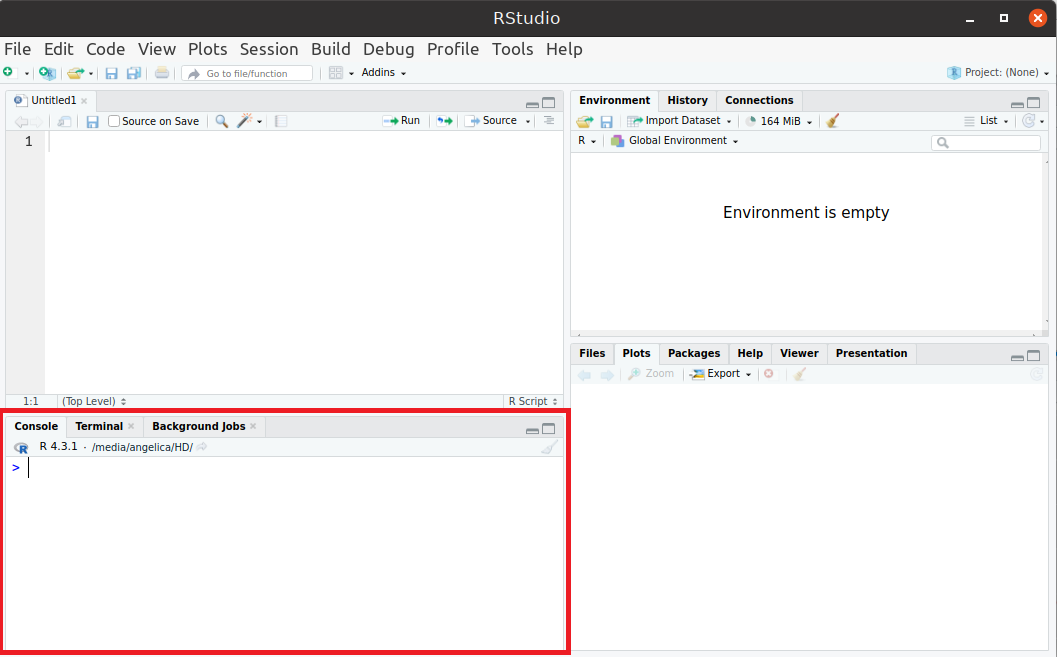 RStudio
File Edit Code View Plots Session Build Debug Profile Tools Help
Go to file/function Addins Project: (None)
Untitled1
Source on Save Run Source
1
1:1 (Top Level) R Script
Environment History Connections
Import Dataset 164 MiB List
R Global Environment
Environment is empty
Files Plots Packages Help Viewer Presentation
Zoom Export
Console Terminal Background Jobs
R 4.3.1 · /media/angelica/HD/
>